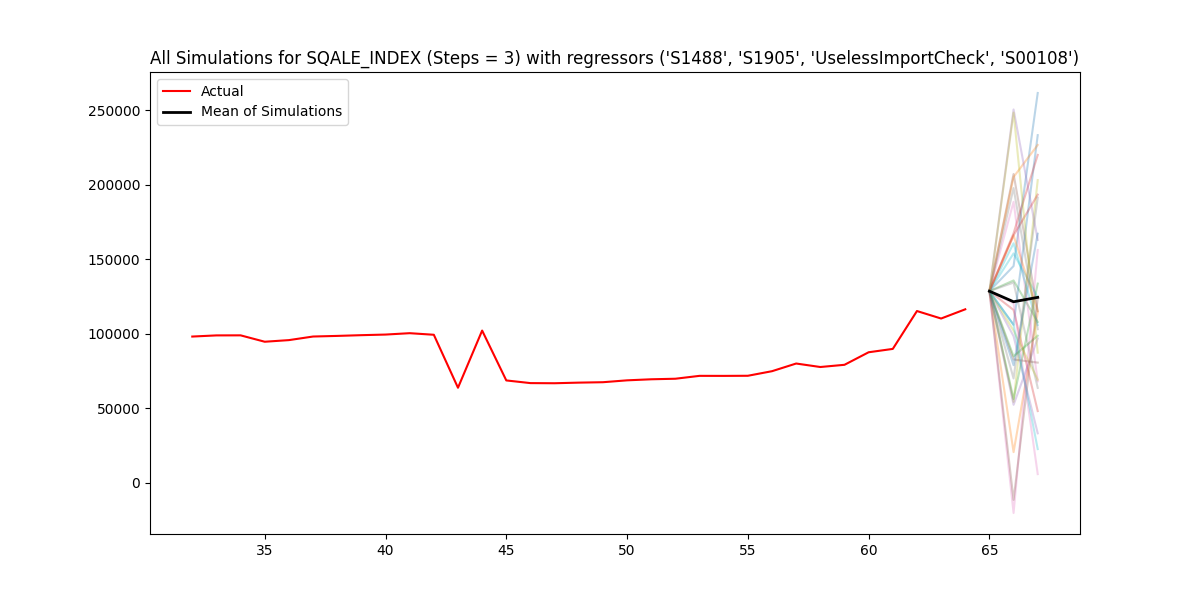 All Simulations for SQALE_INDEX (Steps = 3) with regressors ('S1488', 'S1905', 'UselessImportCheck', 'S00108')
Actual
Mean of Simulations
250000
200000
150000
100000
50000
0
35 40 45 50 55 60 65